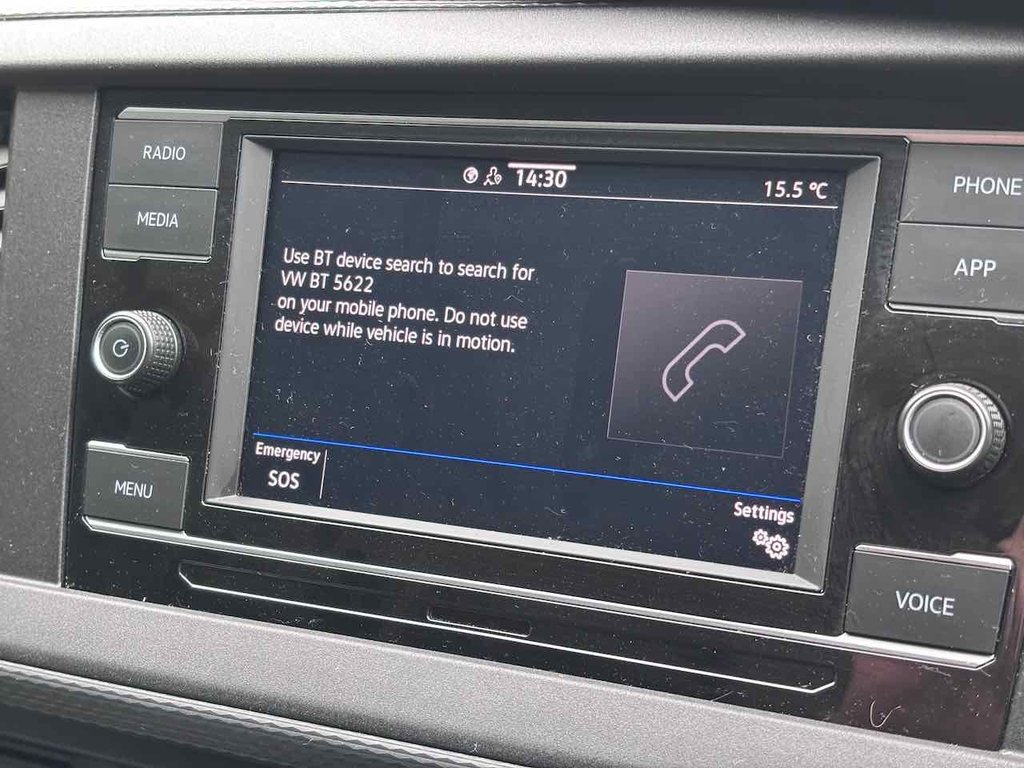 RADIO
MEDIA
MENU
14:30
15.5 °C
Use BT device search to search for
VW BT 5622
on your mobile phone. Do not use
device while vehicle is in motion.
Emergency
SOS
Settings
PHONE
APP
VOICE